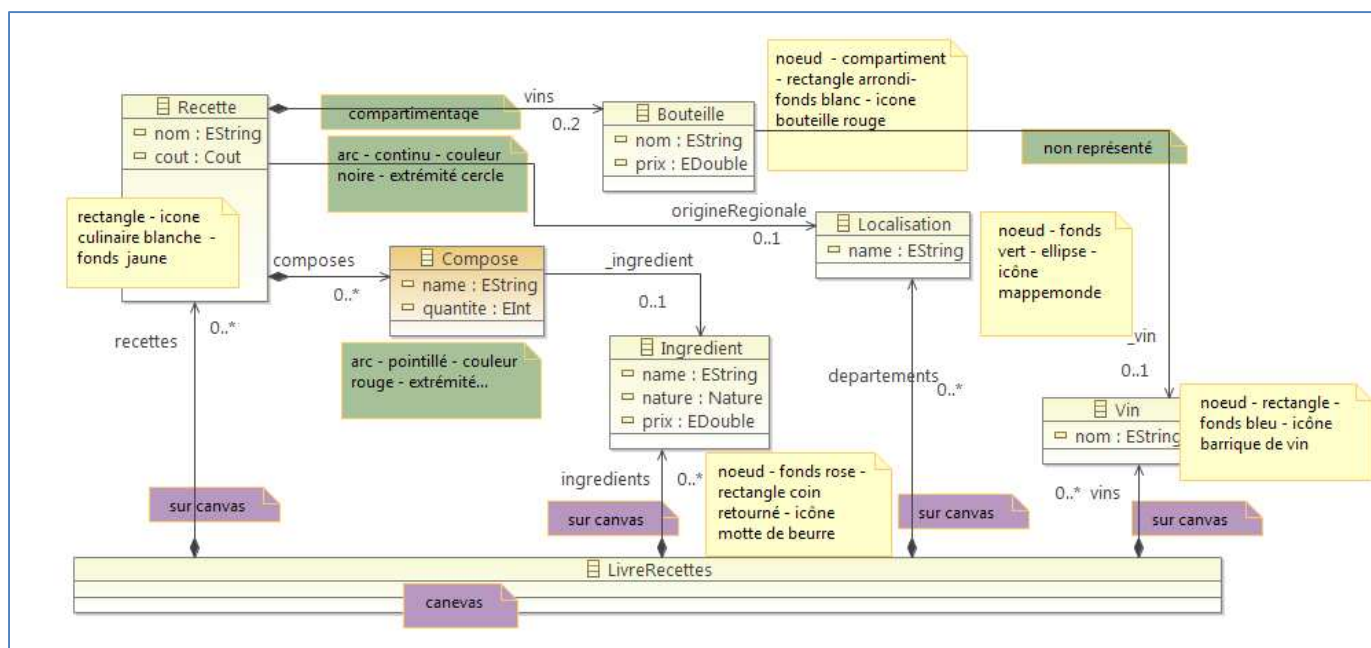 Recette
nom : EString
cout : Cout
rectangle - icone
culinaire blanche -
fonds jaune
compartimentage
vins
0..2
arc - continu - couleur
noire - extrémité cercle
Bouteille
nom : EString
prix : EDouble
noeud - compartiment
- rectangle arrondi-
fonds blanc - icone
bouteille rouge
non représenté
origineRegionale
0..1
Localisation
name : EString
noeud - fonds
vert - ellipse -
icône
mappemonde
composes
0..*
Compose
name : EString
quantite : EInt
_ingredient
0..1
recettes
0..*
arc - pointillé - couleur
rouge - extrémité...
Ingredient
name : EString
nature : Nature
prix : EDouble
departements
0..*
_vin
0..1
Vin
nom : EString
noeud - rectangle -
fonds bleu - icône
barrique de vin
ingredients
0..*
noeud - fonds rose -
rectangle coin
retourné - icône
motte de beurre
0..* vins
sur canvas
sur canvas
sur canvas
sur canvas
LivreRecettes
canevas